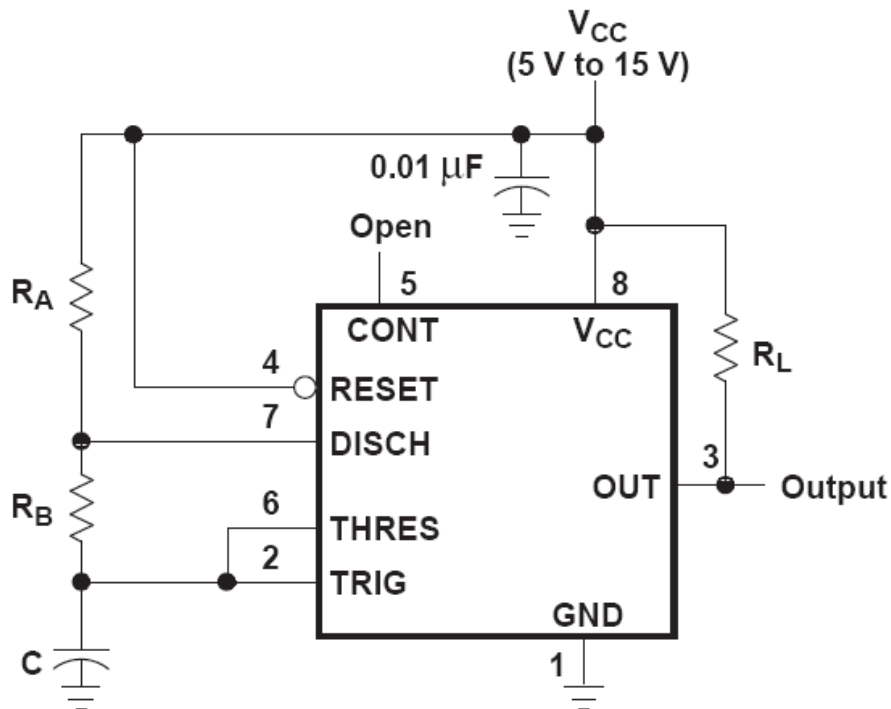 VCC
(5 V to 15 V)
0.01 μF
Open
RA
5
8
CONT
VCC
RL
4
RESET
7
DISCH
3
OUT
Output
RB
6
THRES
2
TRIG
GND
C
1